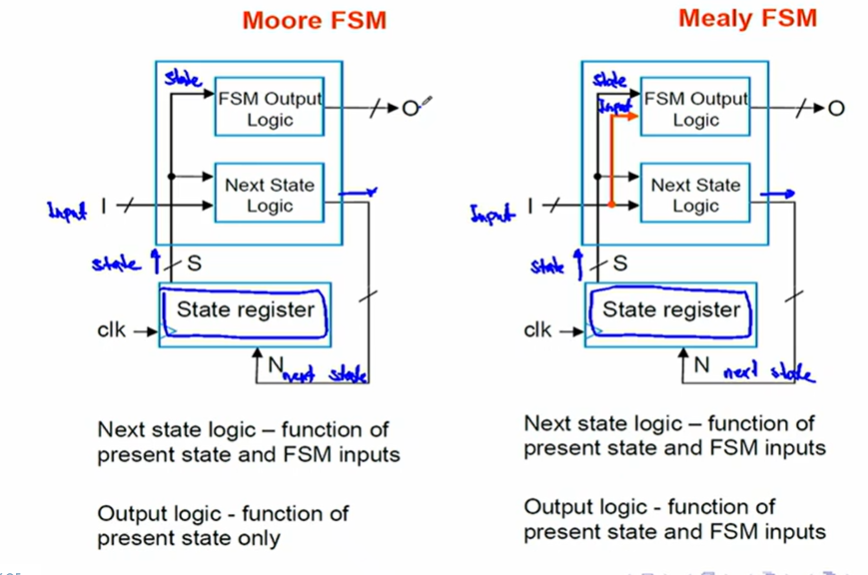 Moore FSM
State
FSM Output
Logic
O
Next State
Logic
Input I
state S
State register
clk
N
next state
Next state logic – function of
present state and FSM inputs
Output logic - function of
present state only
Mealy FSM
State
Input
FSM Output
Logic
O
Next State
Logic
Input I
state S
State register
clk
N
next state
Next state logic – function of
present state and FSM inputs
Output logic - function of
present state and FSM inputs